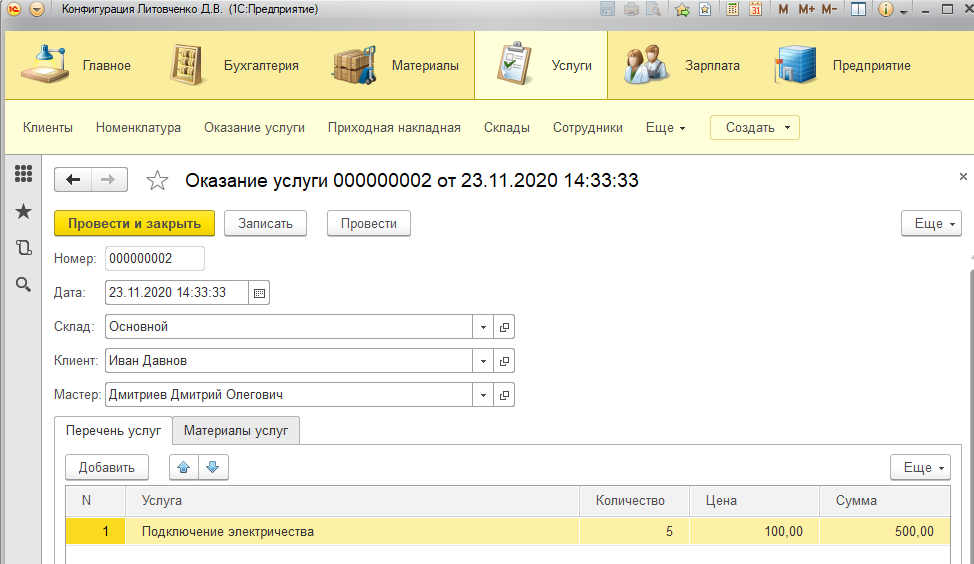 Конфигурация Литовченко Д.В. (1С:Предприятие)
M M+ M-
Главное Бухгалтерия Материалы Услуги Зарплата Предприятие
Клиенты Номенклатура Оказание услуги Приходная накладная Склады Сотрудники Еще Создать
Оказание услуги 000000002 от 23.11.2020 14:33:33
Провести и закрыть Записать Провести Еще
Номер: 000000002
Дата: 23.11.2020 14:33:33
Склад: Основной
Клиент: Иван Давнов
Мастер: Дмитриев Дмитрий Олегович
Перечень услуг Материалы услуг
Добавить Еще
N Услуга Количество Цена Сумма
1 Подключение электричества 5 100,00 500,00